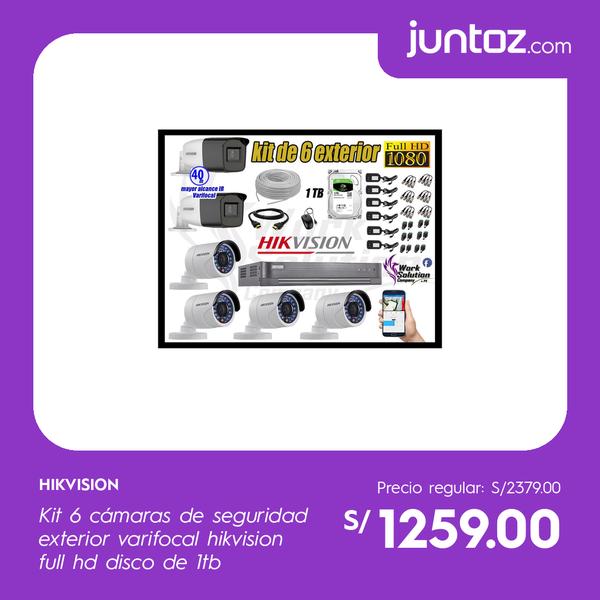 juntoz.com
kit de 6 exterior
Full HD
1080
40
m
mayor alcance IR
Varifocal
1 TB
HIKVISION
Work
Solution
Company
HIKVISION
Precio regular: S/2379.00
Kit 6 cámaras de seguridad
exterior varifocal hikvision
full hd disco de 1tb
S/ 1259.00